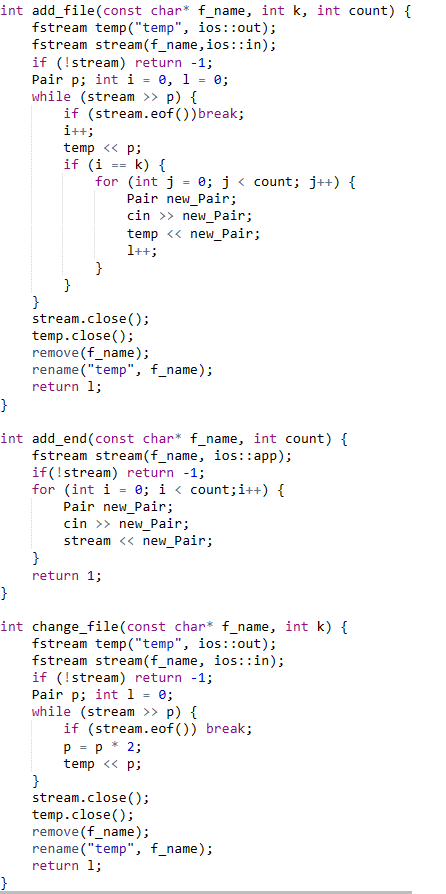 int add_file(const char* f_name, int k, int count) {
    fstream temp("temp", ios::out);
    fstream stream(f_name,ios::in);
    if (!stream) return -1;
    Pair p; int i = 0, l = 0;
    while (stream >> p) {
        if (stream.eof())break;
        i++;
        temp << p;
        if (i == k) {
            for (int j = 0; j < count; j++) {
                Pair new_Pair;
                cin >> new_Pair;
                temp << new_Pair;
                l++;
            }
        }
    }
    stream.close();
    temp.close();
    remove(f_name);
    rename("temp", f_name);
    return l;
}

int add_end(const char* f_name, int count) {
    fstream stream(f_name, ios::app);
    if(!stream) return -1;
    for (int i = 0; i < count;i++) {
        Pair new_Pair;
        cin >> new_Pair;
        stream << new_Pair;
    }
    return 1;
}

int change_file(const char* f_name, int k) {
    fstream temp("temp", ios::out);
    fstream stream(f_name, ios::in);
    if (!stream) return -1;
    Pair p; int l = 0;
    while (stream >> p) {
        if (stream.eof()) break;
        p = p * 2;
        temp << p;
    }
    stream.close();
    temp.close();
    remove(f_name);
    rename("temp", f_name);
    return l;
}